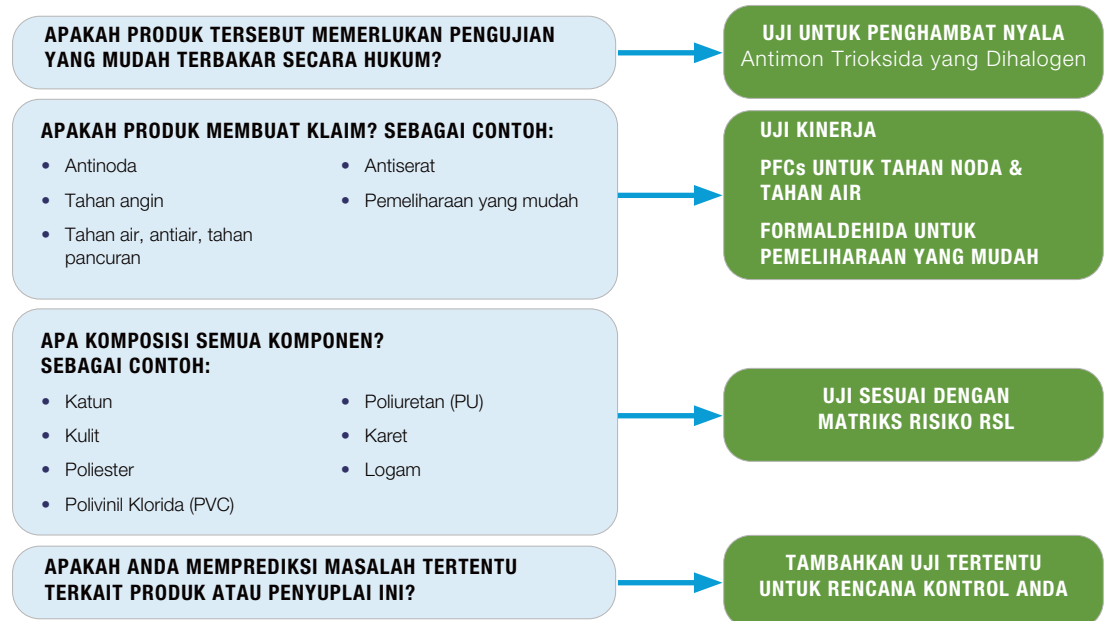 APAKAH PRODUK TERSEBUT MEMERLUKAN PENGUJIAN
YANG MUDAH TERBAKAR SECARA HUKUM?
UJI UNTUK PENGHAMBAT NYALA
Antimon Trioksida yang Dihalogen
APAKAH PRODUK MEMBUAT KLAIM? SEBAGAI CONTOH:
• Antinoda
• Tahan angin
• Tahan air, antiair, tahan
pancuran
• Antiserat
• Pemeliharaan yang mudah
UJI KINERJA
PFCs UNTUK TAHAN NODA &
TAHAN AIR
FORMALDEHIDA UNTUK
PEMELIHARAAN YANG MUDAH
APA KOMPOSISI SEMUA KOMPONEN?
SEBAGAI CONTOH:
• Katun
• Kulit
• Poliester
• Polivinil Klorida (PVC)
• Poliuretan (PU)
• Karet
• Logam
UJI SESUAI DENGAN
MATRIKS RISIKO RSL
APAKAH ANDA MEMPREDIKSI MASALAH TERTENTU
TERKAIT PRODUK ATAU PENYUPLAI INI?
TAMBAHKAN UJI TERTENTU
UNTUK RENCANA KONTROL ANDA